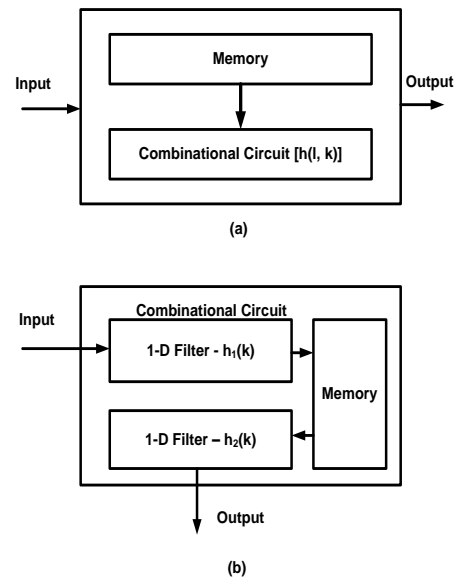 Memory
Input
Output
Combinational Circuit [h(l, k)]
(a)
Combinational Circuit
Input
1-D Filter - h₁(k)
Memory
1-D Filter – h₂(k)
Output
(b)